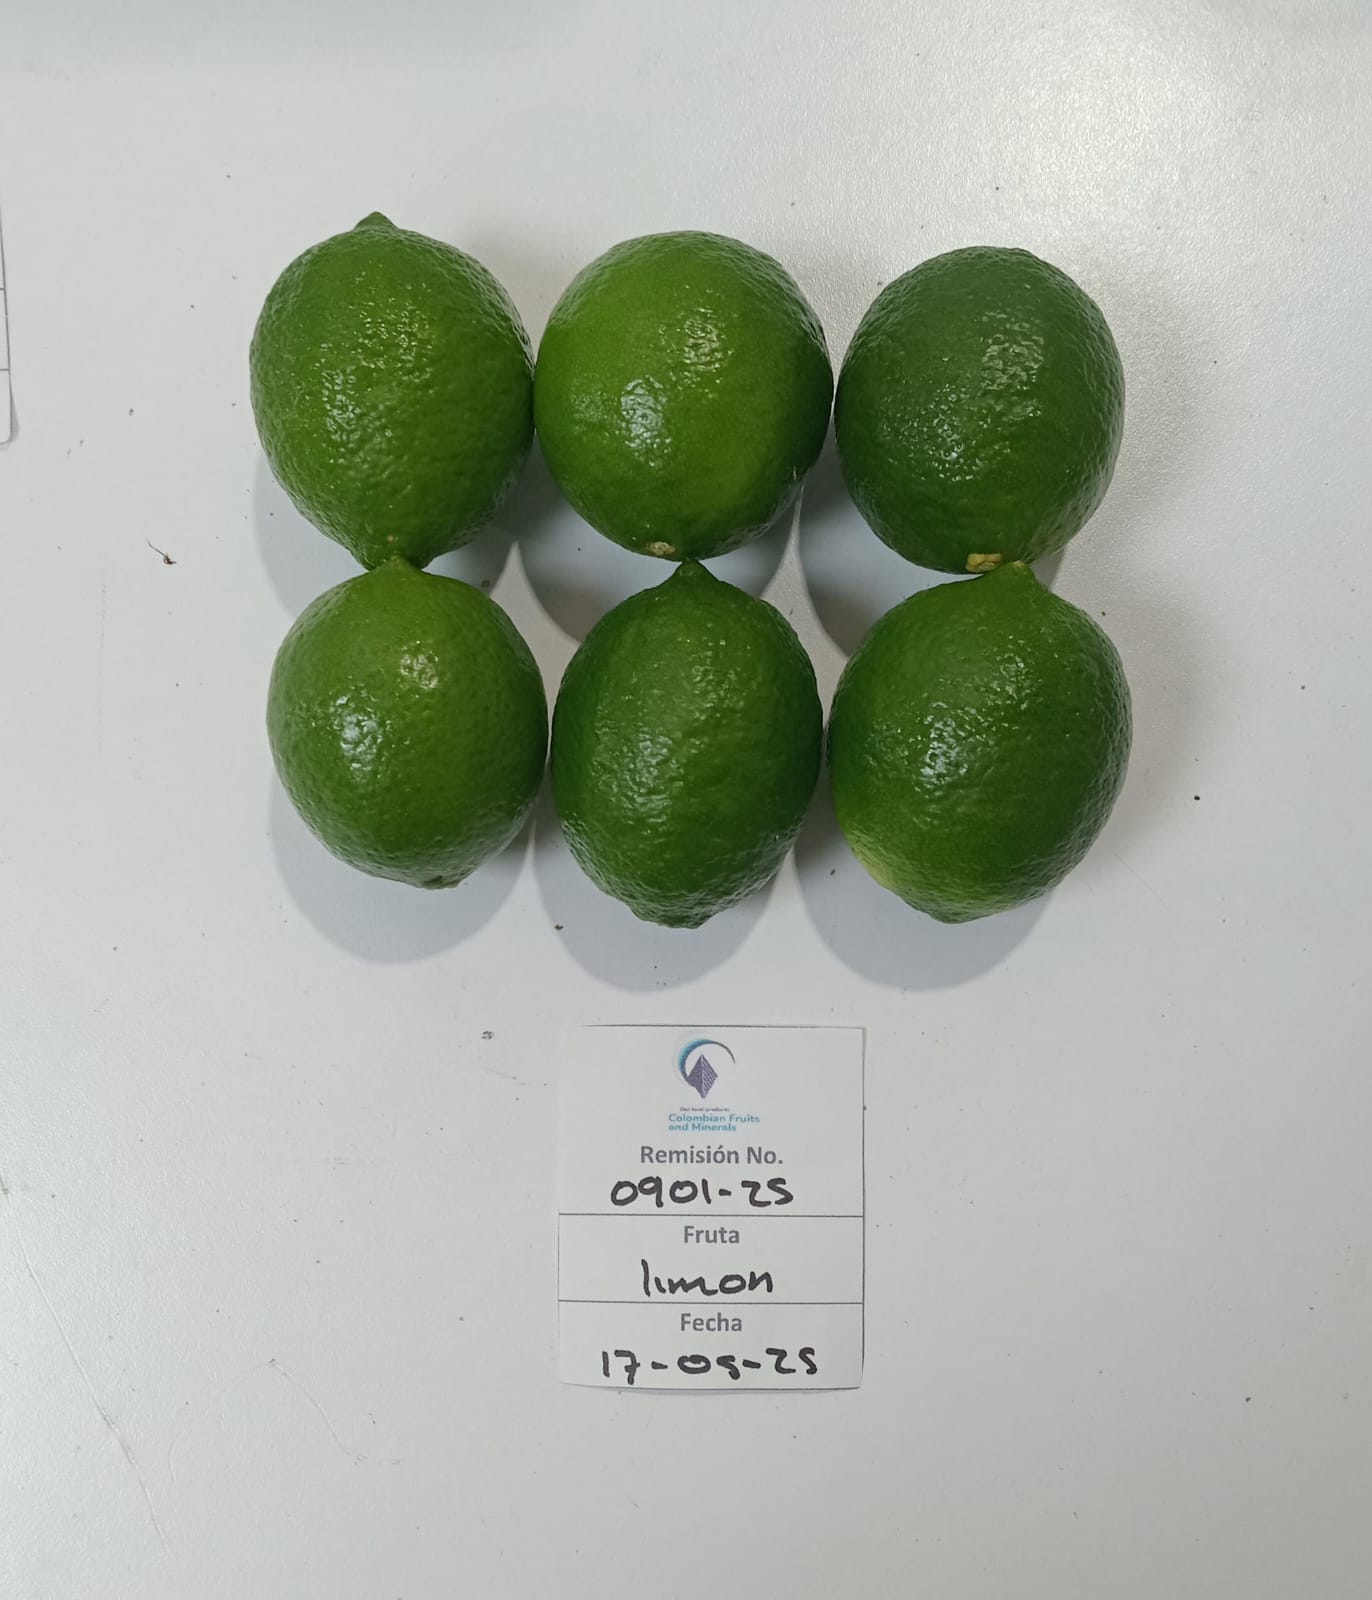 Colombian Fruits
and Minerals
Remisión No.
0901-25
Fruta
limon
Fecha
17-05-25